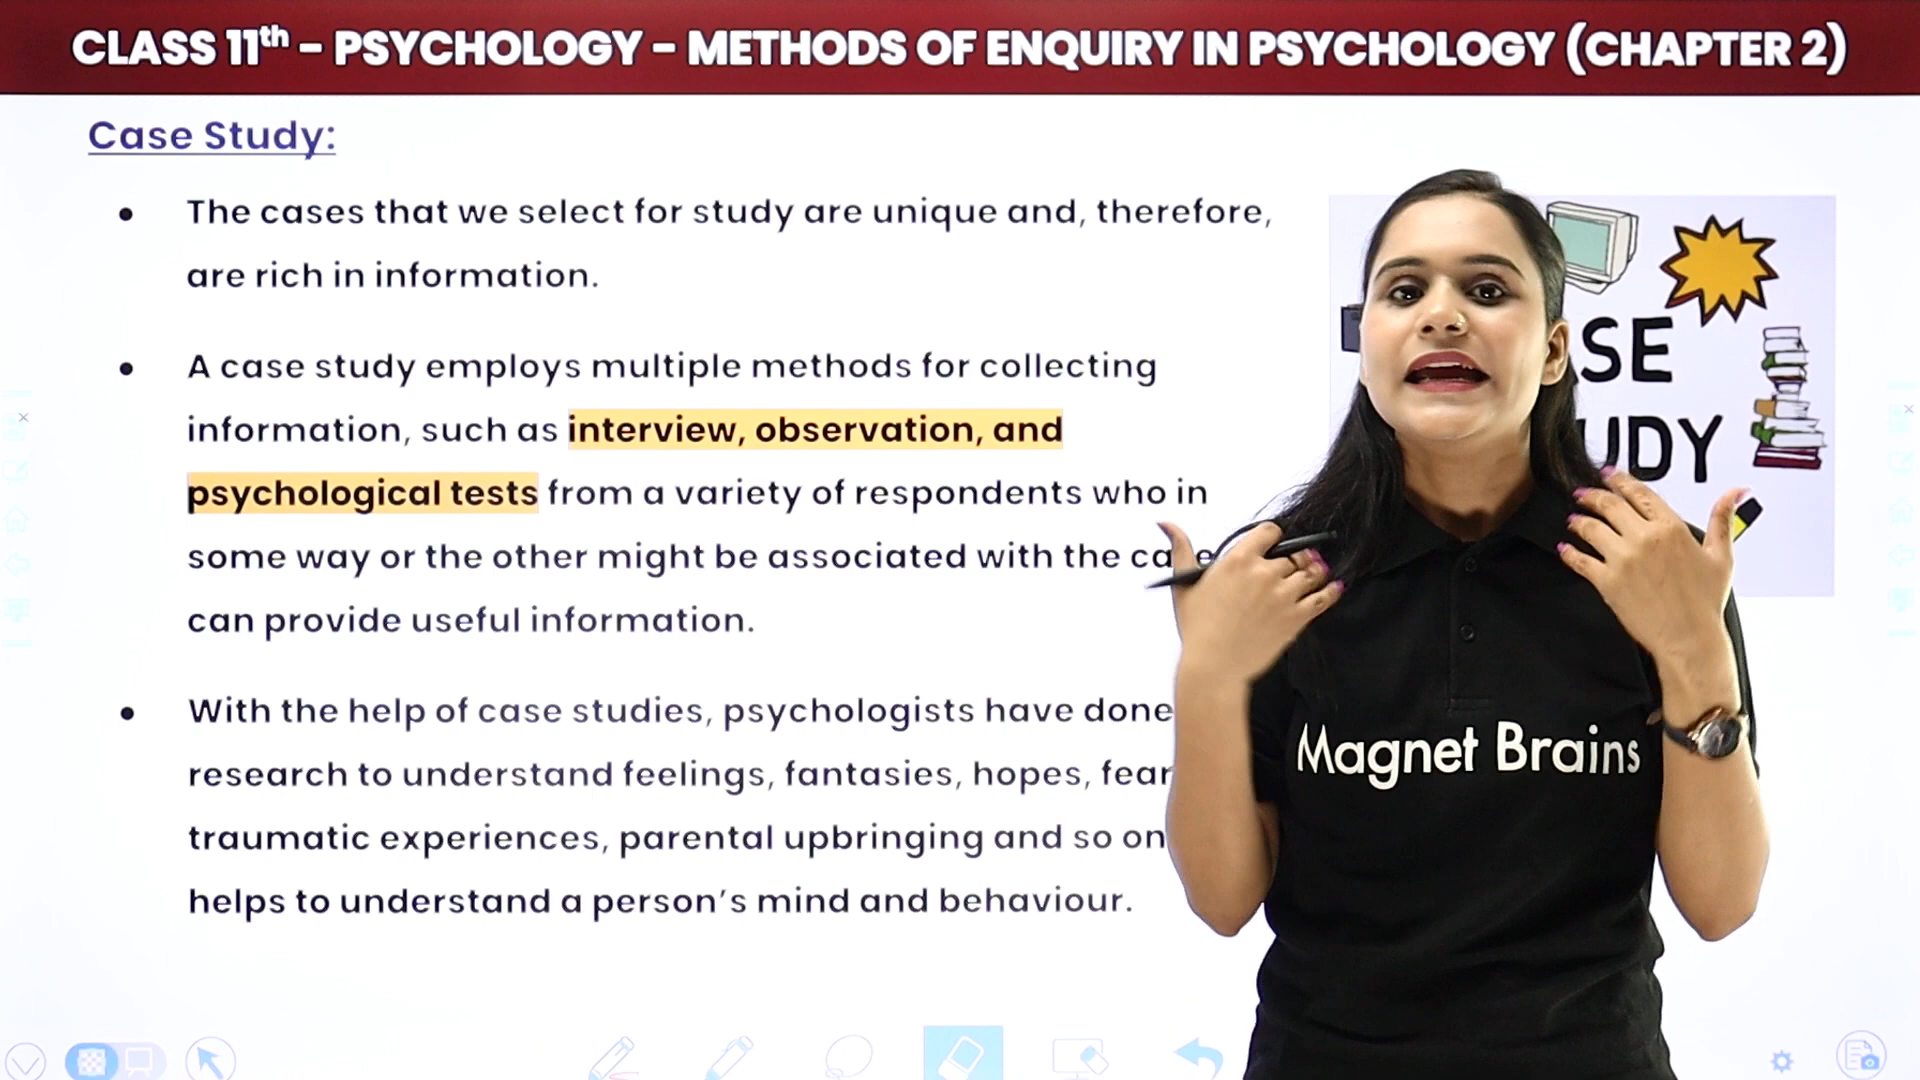 CLASS 11th – PSYCHOLOGY – METHODS OF ENQUIRY IN PSYCHOLOGY (CHAPTER 2)
Case Study:
• The cases that we select for study are unique and, therefore,
are rich in information.
• A case study employs multiple methods for collecting
information, such as interview, observation, and
psychological tests from a variety of respondents who in
some way or the other might be associated with the
can provide useful information.
• With the help of case studies, psychologists have done
research to understand feelings, fantasies, hopes,
traumatic experiences, parental upbringing and so on
helps to understand a person's mind and behaviour.
SE
UDY
Magnet Brains